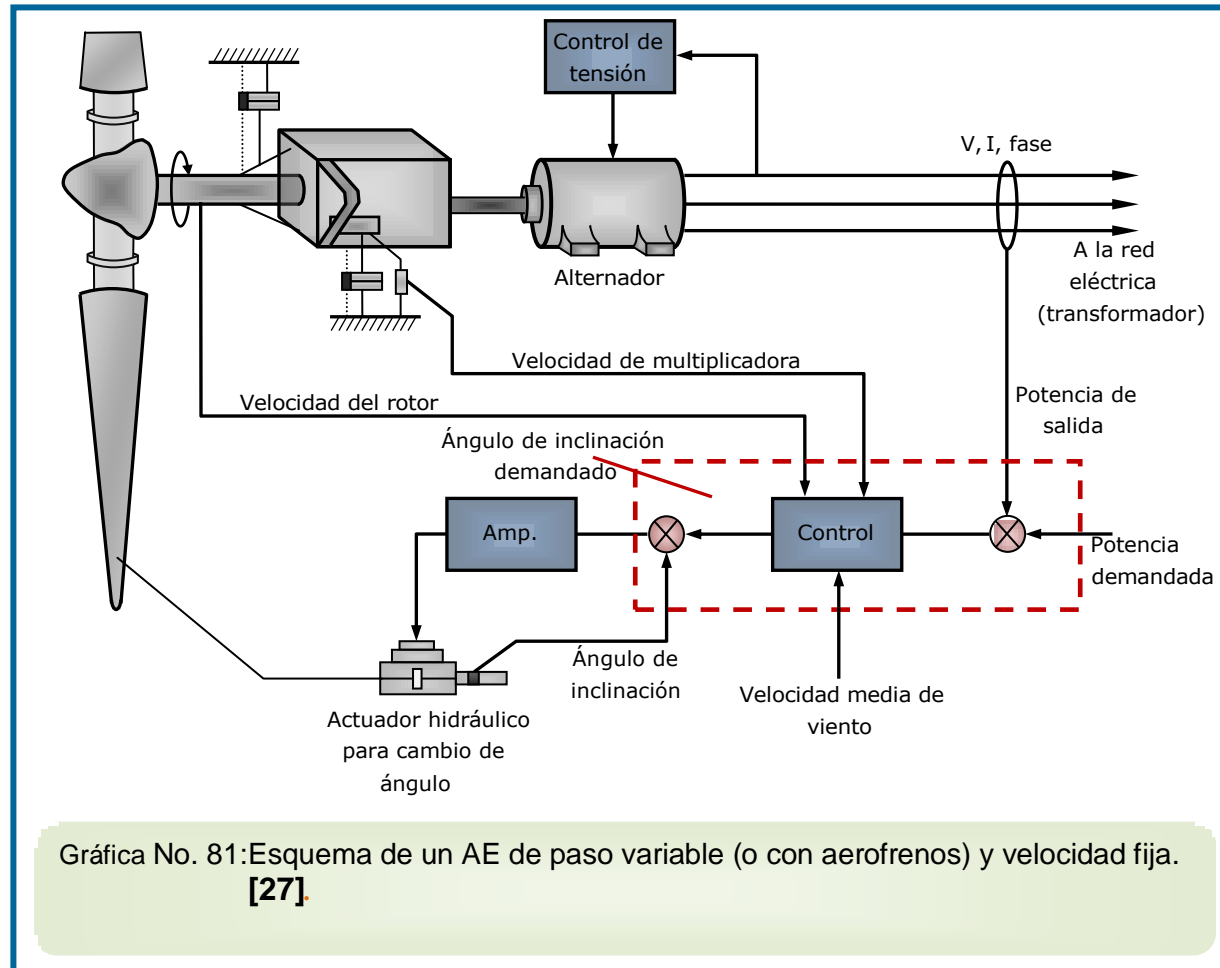 Control de
tensión
V, I, fase
Alternador
A la red
eléctrica
(transformador)
Velocidad de multiplicadora
Velocidad del rotor
Potencia de
salida
Ángulo de inclinación
demandado
Amp.
Control
Potencia
demandada
Ángulo de
inclinación
Velocidad media de
viento
Actuador hidráulico
para cambio de
ángulo
Gráfica No. 81:Esquema de un AE de paso variable (o con aerofrenos) y velocidad fija.
[27].